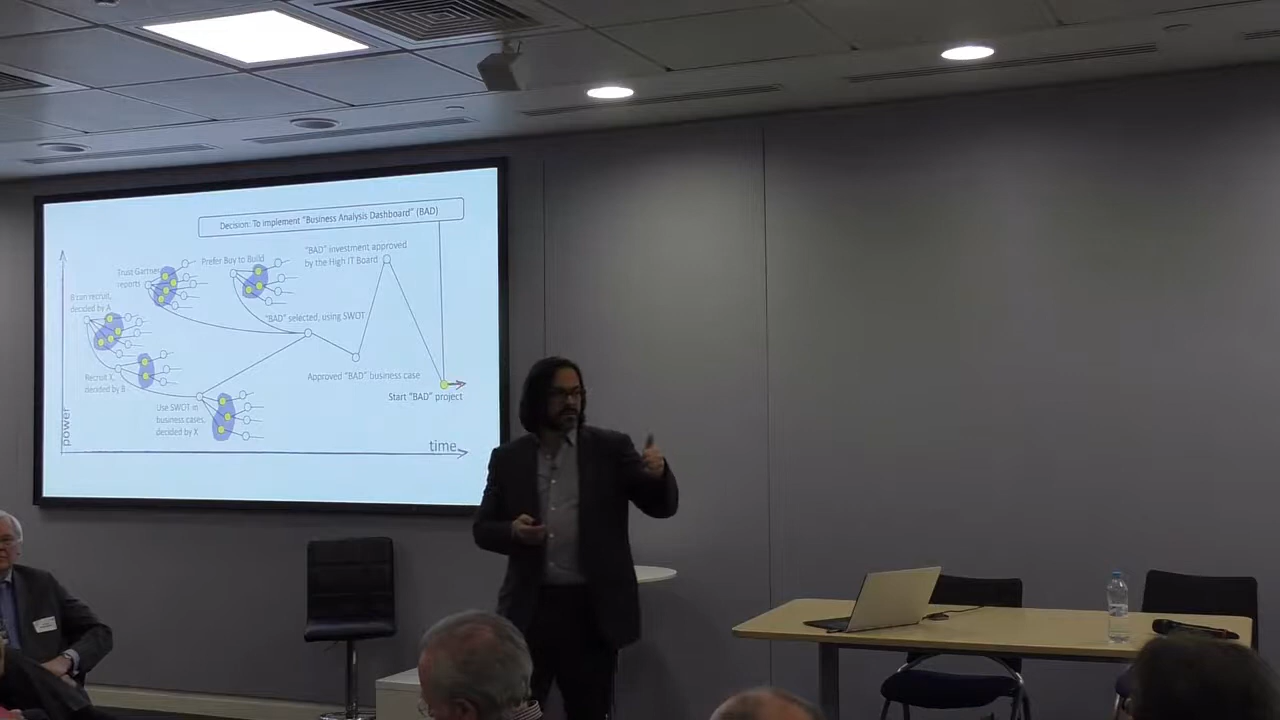 Decision: To implement "Business Analysis Dashboard" (BAD)
"BAD" investment approved
by the High IT Board
Prefer Buy to Build
Trust Gartner
reports
B can recruit,
decided by A
"BAD" selected, using SWOT
Recruit X,
decided by B
Approved "BAD" business case
Start "BAD" project
Use SWOT in
business cases,
decided by X
power
time